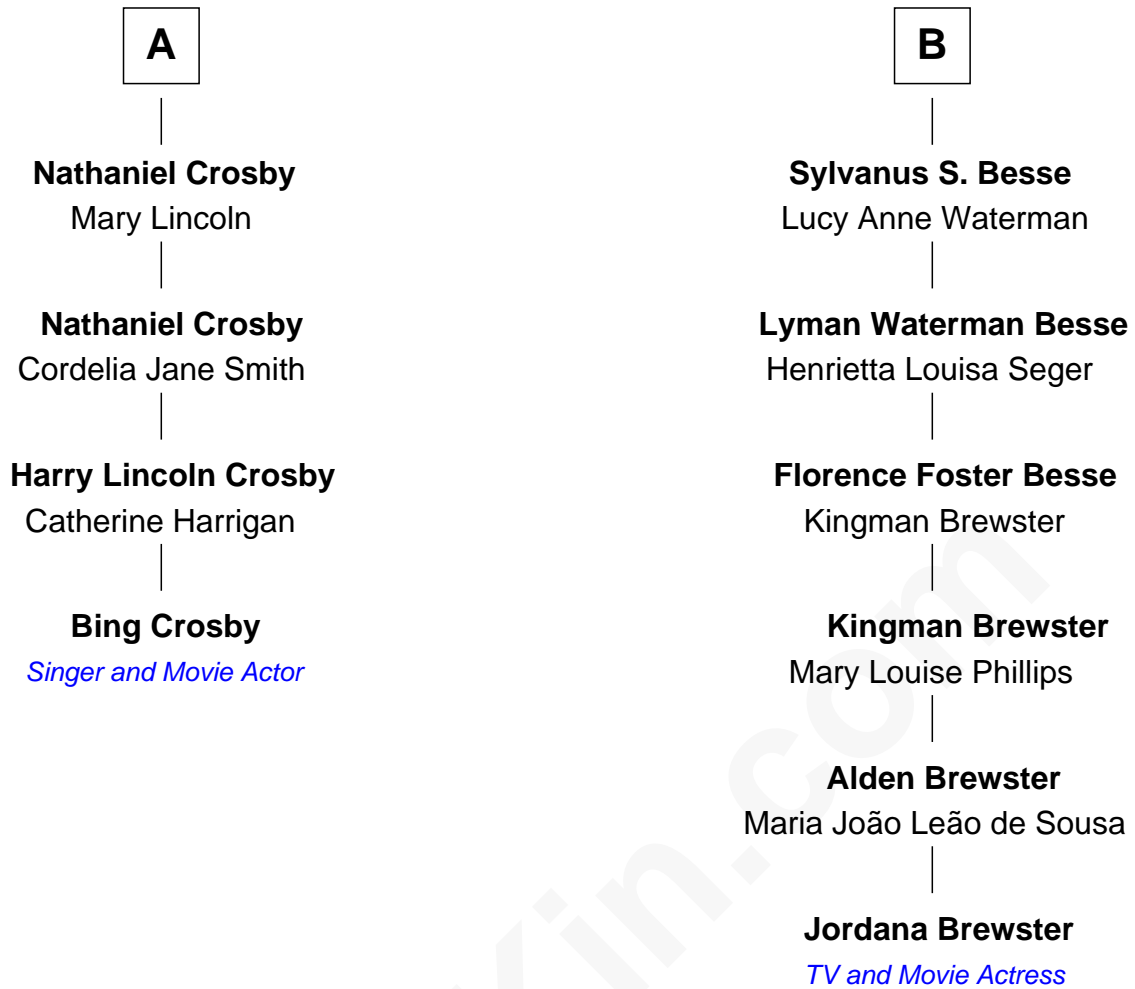 A
Nathaniel Crosby
Mary Lincoln
Nathaniel Crosby
Cordelia Jane Smith
Harry Lincoln Crosby
Catherine Harrigan
Bing Crosby
Singer and Movie Actor
B
Sylvanus S. Besse
Lucy Anne Waterman
Lyman Waterman Besse
Henrietta Louisa Seger
Florence Foster Besse
Kingman Brewster
Kingman Brewster
Mary Louise Phillips
Alden Brewster
Maria João Leão de Sousa
Jordana Brewster
TV and Movie Actress
Kin.com